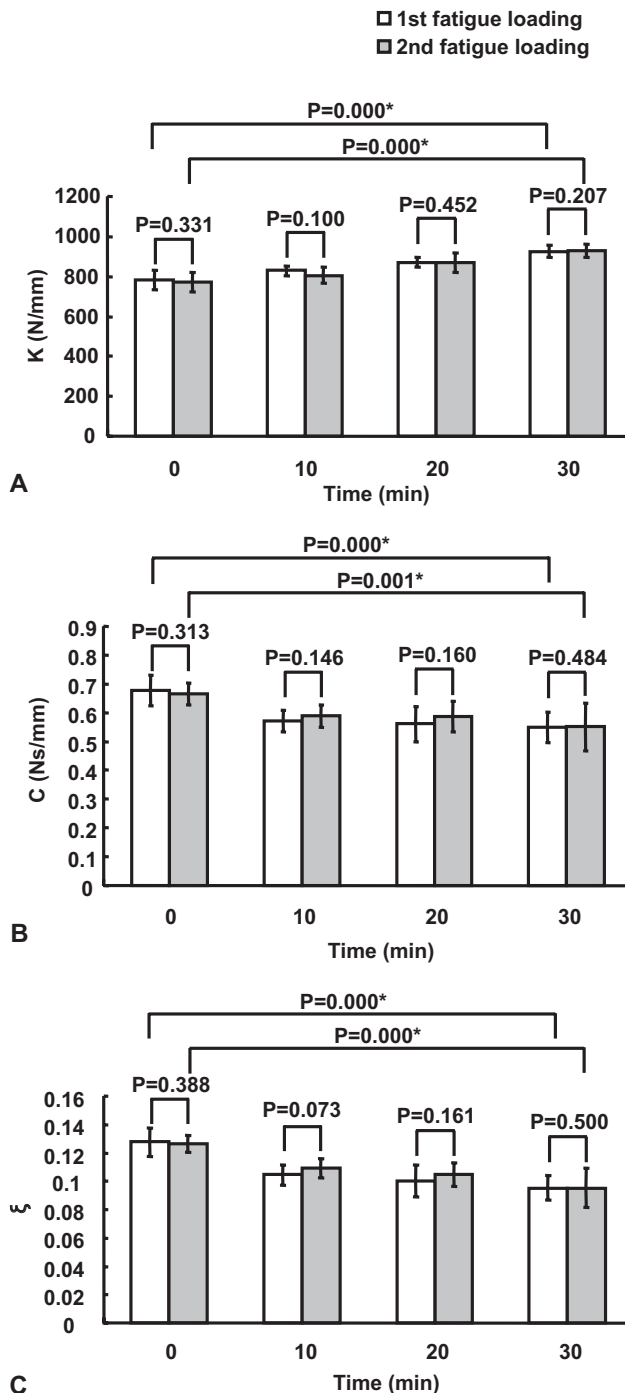 1st fatigue loading
2nd fatigue loading
P=0.000*
P=0.000*
1200
1000
800
600
400
200
0
K (N/mm)
P=0.331
P=0.100
P=0.452
P=0.207
0 10 20 30
Time (min)
A
P=0.000*
P=0.001*
0.9
0.8
0.7
0.6
0.5
0.4
0.3
0.2
0.1
0
C (Ns/mm)
P=0.313
P=0.146
P=0.160
P=0.484
0 10 20 30
Time (min)
B
P=0.000*
P=0.000*
0.16
0.14
0.12
0.1
0.08
0.06
0.04
0.02
0
ξ
P=0.388
P=0.073
P=0.161
P=0.500
0 10 20 30
Time (min)
C